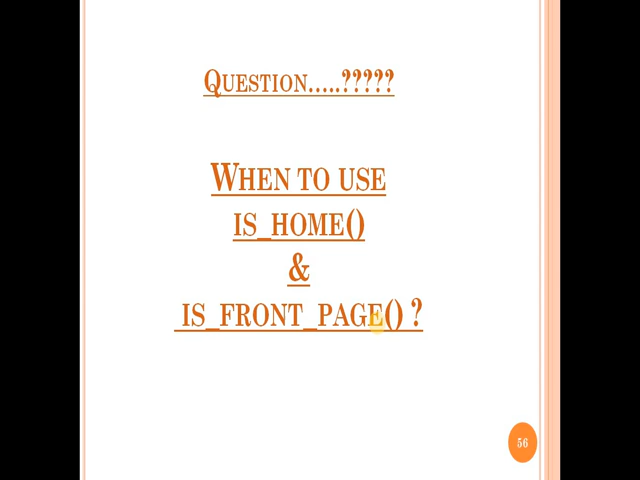 QUESTION.....?????
WHEN TO USE
IS_HOME()
&
IS_FRONT_PAGE() ?
56